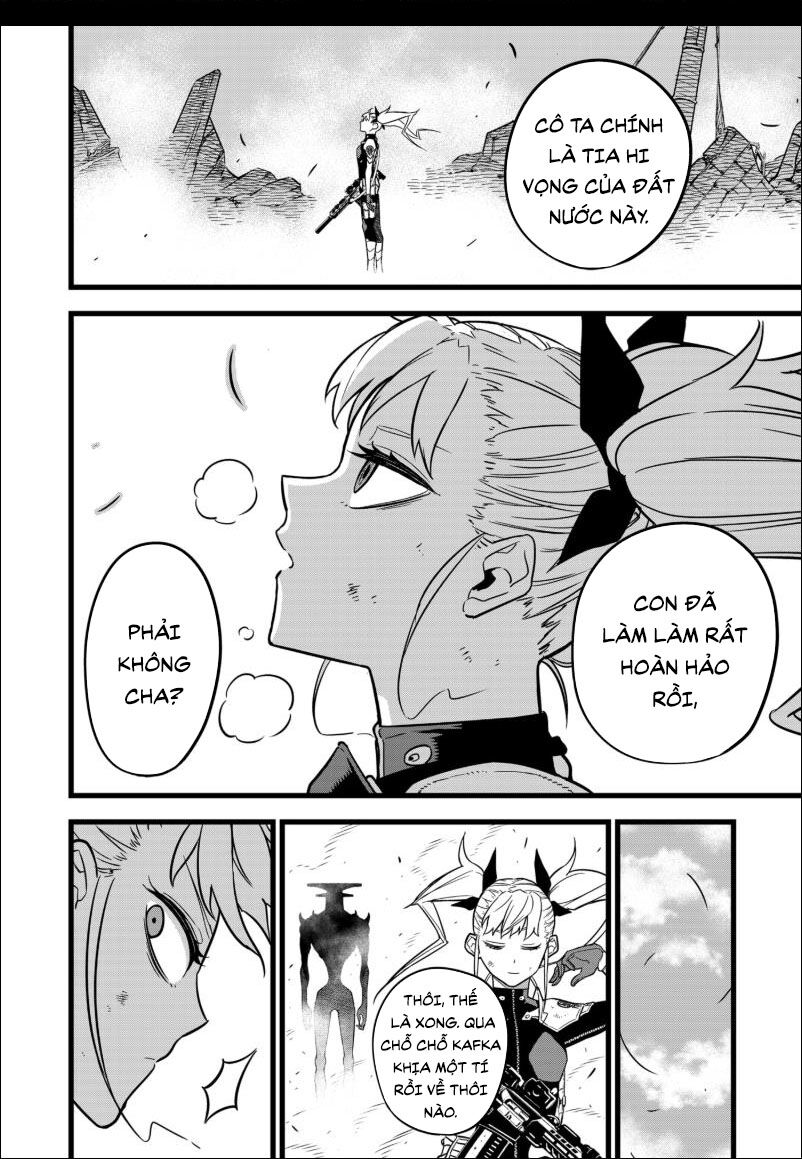 CÔ TA CHÍNH
LÀ TIA HI
VỌNG CỦA ĐẤT
NƯỚC NÀY.
CON ĐÃ
LÀM LÀM RẤT
HOÀN HẢO
RỒI,
PHẢI
KHÔNG
CHA?
THÔI, THẾ
LÀ XONG. QUA
CHỖ CHỖ KAFKA
KHỊA MỘT TÍ
RỒI VỀ THÔI
NÀO.